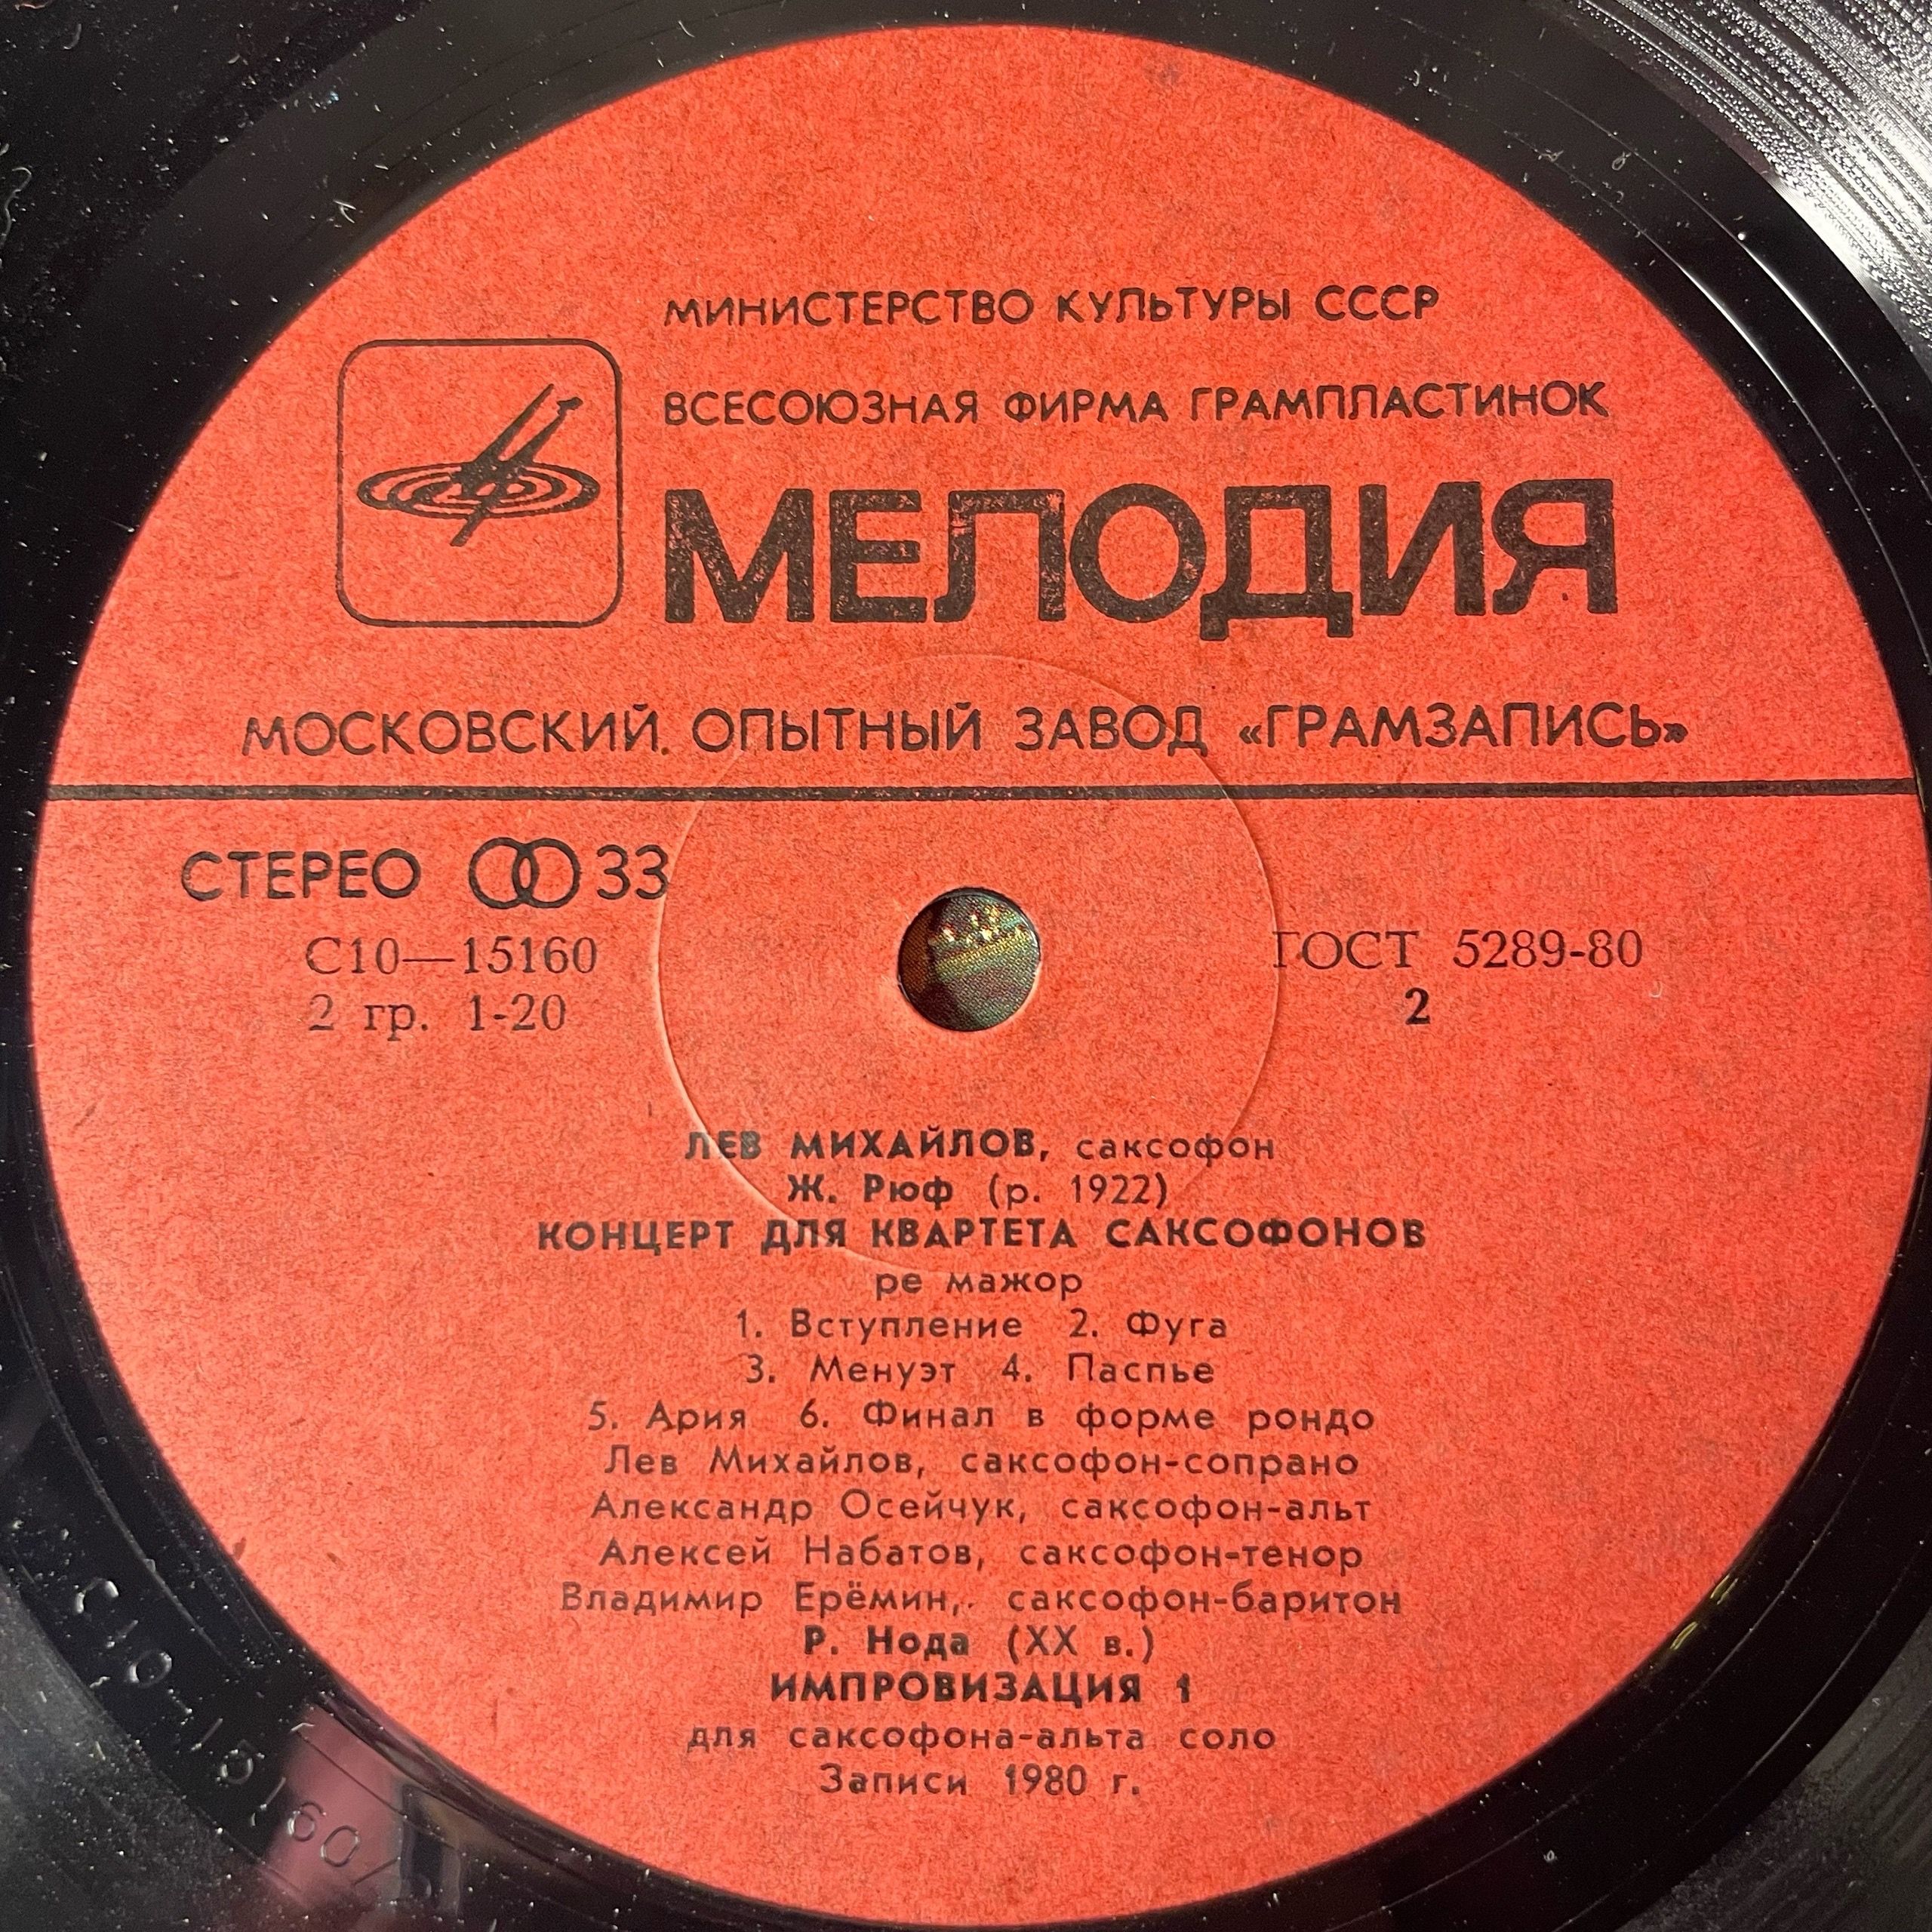 МИНИСТЕРСТВО КУЛЬТУРЫ СССР
ВСЕСОЮЗНАЯ ФИРМА ГРАМПЛАСТИНОК
МЕЛОДИЯ
МОСКОВСКИЙ ОПЫТНЫЙ ЗАВОД «ГРАМЗАПИСЬ»
СТЕРЕО 33
С10—15160
2 гр. 1-20
ГОСТ 5289-80
2
ЛЕВ МИХАЙЛОВ, саксофон
Ж. Рюф (р. 1922)
КОНЦЕРТ ДЛЯ КВАРТЕТА САКСОФОНОВ
ре мажор
1. Вступление 2. Фуга
3. Менуэт 4. Паспье
5. Ария 6. Финал в форме рондо
Лев Михайлов, саксофон-сопрано
Александр Осейчук, саксофон-альт
Алексей Набатов, саксофон-тенор
Владимир Ерёмин, саксофон-баритон
Р. Нода (XX в.)
ИМПРОВИЗАЦИЯ 1
для саксофона-альта соло
Записи 1980 г.
С10-15160